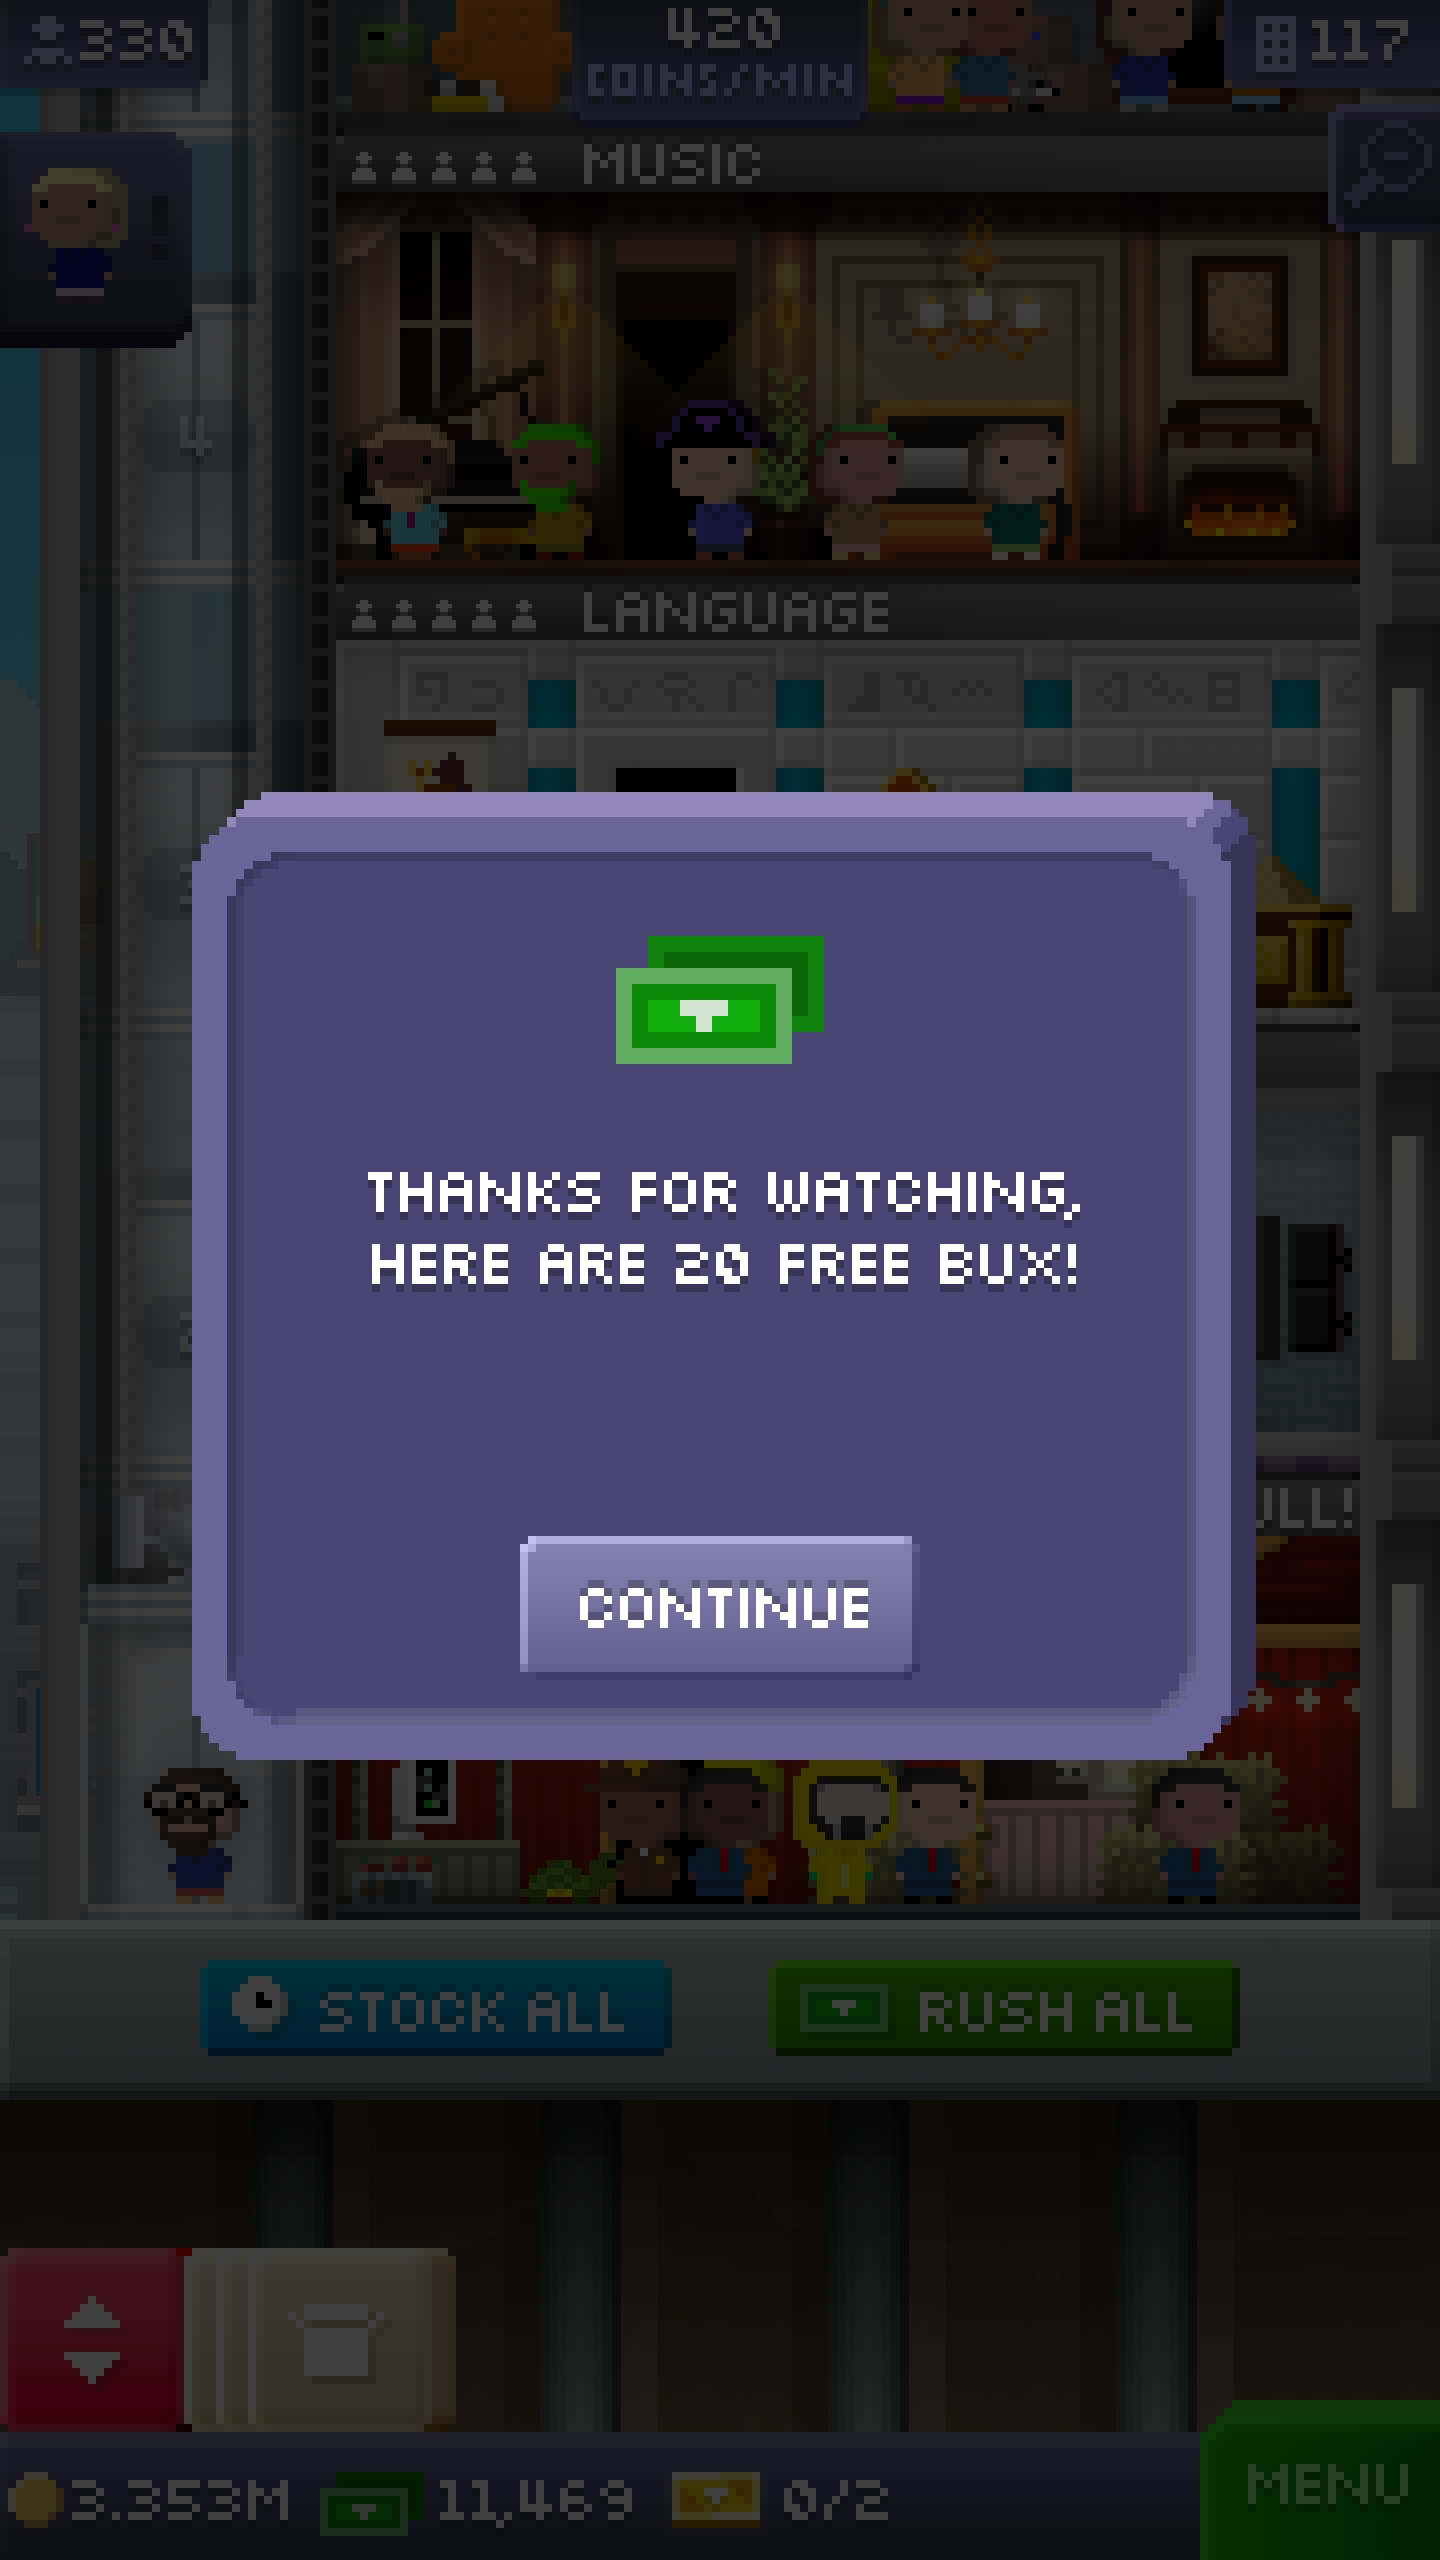 330
420
COINS/MIN
117
MUSIC
4
LANGUAGE
THANKS FOR WATCHING,
HERE ARE 20 FREE BUX!
CONTINUE
STOCK ALL
RUSH ALL
3.353M
11,469
0/2
MENU